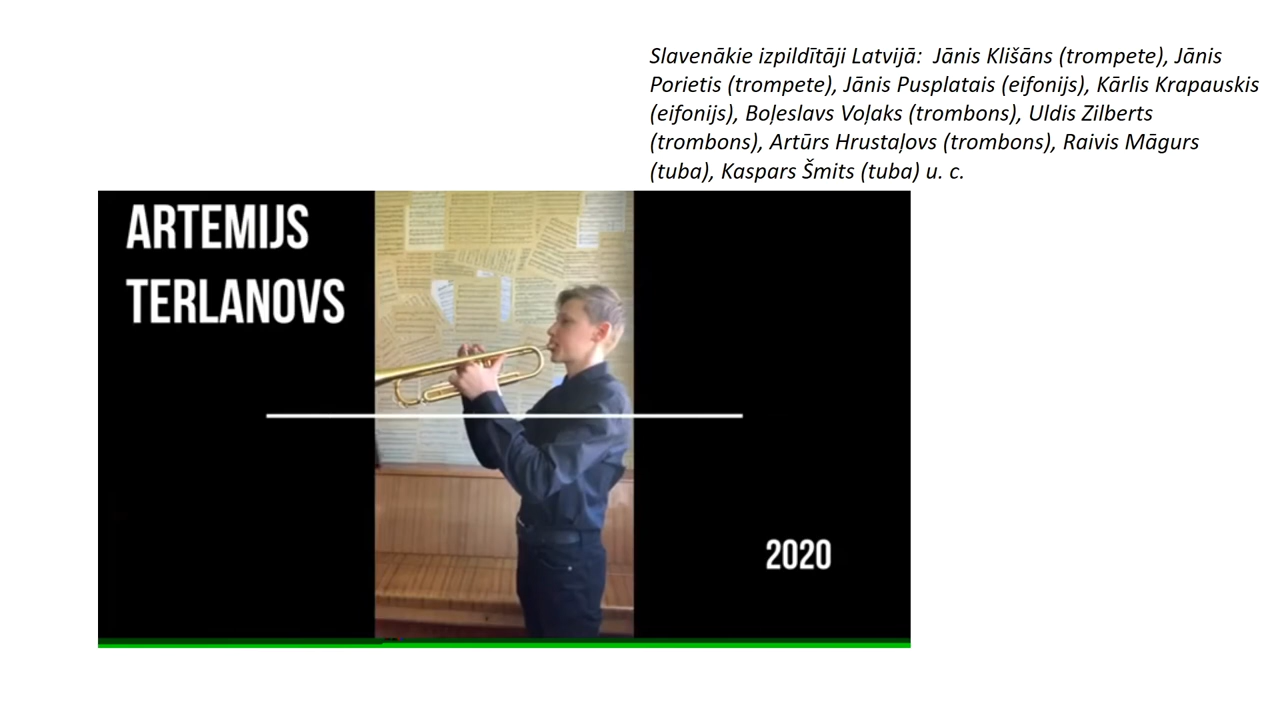 Slavenākie izpildītāji Latvijā:  Jānis Klišāns (trompete), Jānis
Porietis (trompete), Jānis Pusplatais (eifonijs), Kārlis Krapauskis
(eifonijs), Boļeslavs Voļaks (trombons), Uldis Zilberts
(trombons), Artūrs Hrustaļovs (trombons), Raivis Māgurs
(tuba), Kaspars Šmits (tuba) u. c.
ARTEMIJS
TERLANOVS
2020